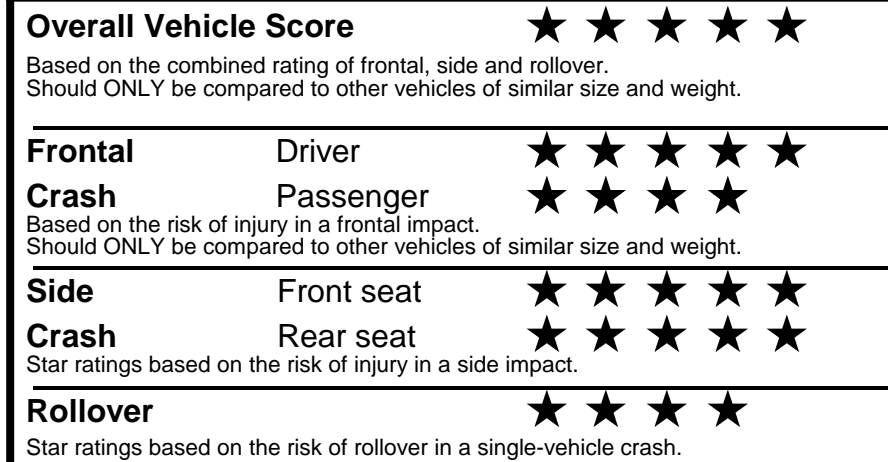 Overall Vehicle Score ★ ★ ★ ★ ★
Based on the combined rating of frontal, side and rollover.
Should ONLY be compared to other vehicles of similar size and weight.
Frontal Driver ★ ★ ★ ★ ★
Crash Passenger ★ ★ ★ ★
Based on the risk of injury in a frontal impact.
Should ONLY be compared to other vehicles of similar size and weight.
Side Front seat ★ ★ ★ ★ ★
Crash Rear seat ★ ★ ★ ★ ★
Star ratings based on the risk of injury in a side impact.
Rollover ★ ★ ★ ★
Star ratings based on the risk of rollover in a single-vehicle crash.